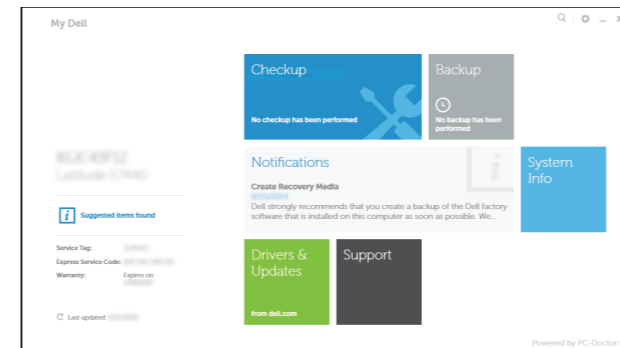 My Dell
Checkup
No checkup has been performed
Backup
No backup has been
performed
Notifications
Create Recovery Media
Dell strongly recommends that you create a backup of the Dell factory
software that is installed on this computer as soon as possible. We...
System
Info
Suggested items found
Service Tag:
Express Service Code:
Warranty:
Expires on
Last updated:
Drivers &
Updates
from dell.com
Support
Powered by PC-Doctor